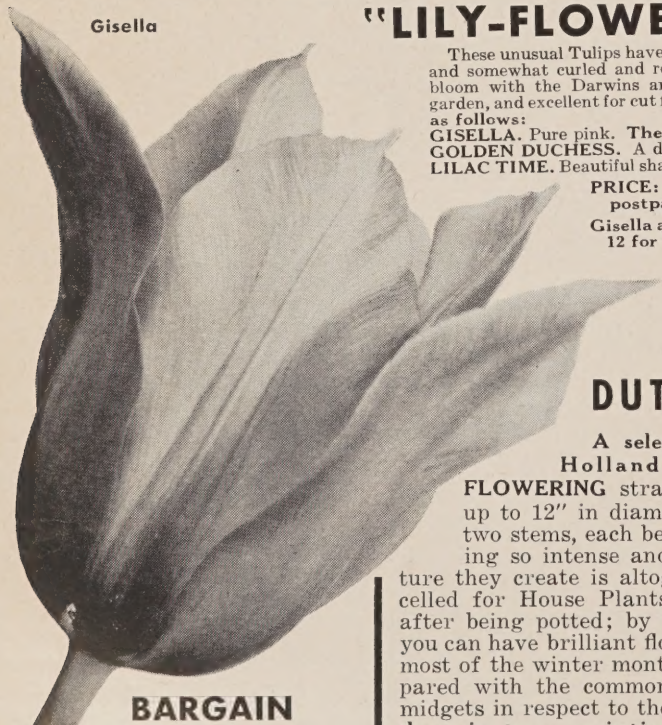 Gisella
"LILY-FLOWE
These unusual Tulips have
and somewhat curled and re
bloom with the Darwins an
garden, and excellent for cut f
as follows:
GISELLA. Pure pink. The
GOLDEN DUCHESS. A d
LILAC TIME. Beautiful sha
PRICE:
postpa
Gisella a
12 for
DUT
A sele
Holland
FLOWERING stra
up to 12" in diam
two stems, each be
ing so intense and
ture they create is alto
celled for House Plants
after being potted; by
you can have brilliant flo
most of the winter mont
pared with the common
midgets in respect to the
BARGAIN